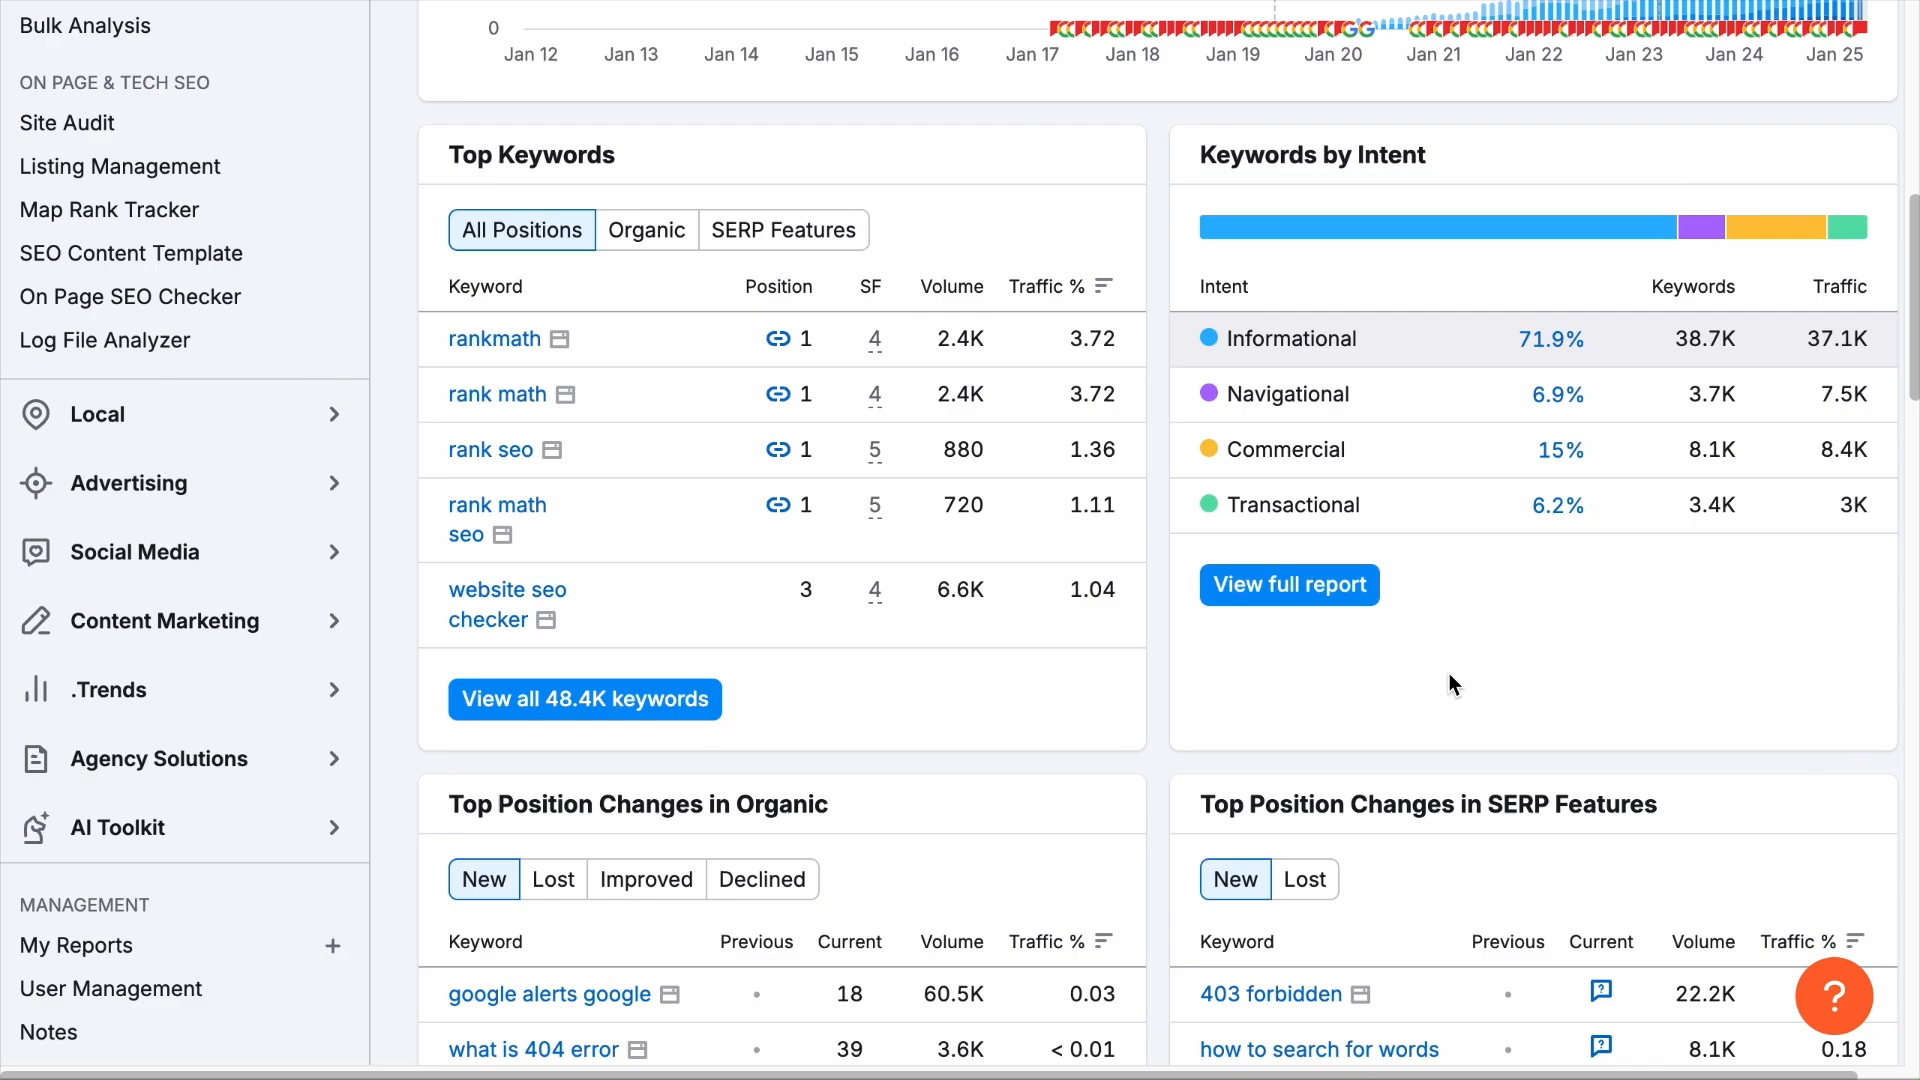 Bulk Analysis
ON PAGE & TECH SEO
Site Audit
Listing Management
Map Rank Tracker
SEO Content Template
On Page SEO Checker
Log File Analyzer
Local
Advertising
Social Media
Content Marketing
.Trends
Agency Solutions
AI Toolkit
MANAGEMENT
My Reports +
User Management
Notes
0
Jan 12 Jan 13 Jan 14 Jan 15 Jan 16 Jan 17 Jan 18 Jan 19 Jan 20 Jan 21 Jan 22 Jan 23 Jan 24 Jan 25
Top Keywords
All Positions Organic SERP Features
Keyword Position SF Volume Traffic %
rankmath 1 4 2.4K 3.72
rank math 1 4 2.4K 3.72
rank seo 1 5 880 1.36
rank math 1 5 720 1.11
seo
website seo 3 4 6.6K 1.04
checker
View all 48.4K keywords
Keywords by Intent
Intent Keywords Traffic
Informational 71.9% 38.7K 37.1K
Navigational 6.9% 3.7K 7.5K
Commercial 15% 8.1K 8.4K
Transactional 6.2% 3.4K 3K
View full report
Top Position Changes in Organic
New Lost Improved Declined
Keyword Previous Current Volume Traffic %
google alerts google • 18 60.5K 0.03
what is 404 error • 39 3.6K < 0.01
Top Position Changes in SERP Features
New Lost
Keyword Previous Current Volume Traffic %
403 forbidden • 22.2K
how to search for words • 8.1K 0.18
?